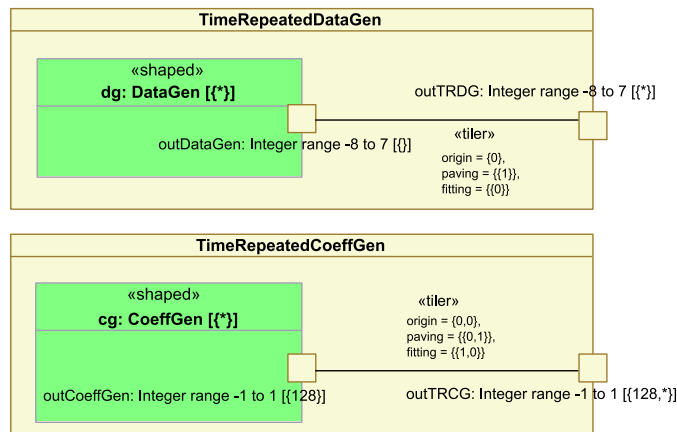 TimeRepeatedDataGen
«shaped»
dg: DataGen [{*}]
outTRDG: Integer range -8 to 7 [{*}]
outDataGen: Integer range -8 to 7 [{}]
«tiler»
origin = {0},
paving = {{1}},
fitting = {{0}}
TimeRepeatedCoeffGen
«shaped»
cg: CoeffGen [{*}]
«tiler»
origin = {0,0},
paving = {{0,1}},
fitting = {{1,0}}
outCoeffGen: Integer range -1 to 1 [{128}]
outTRCG: Integer range -1 to 1 [{128,*}]